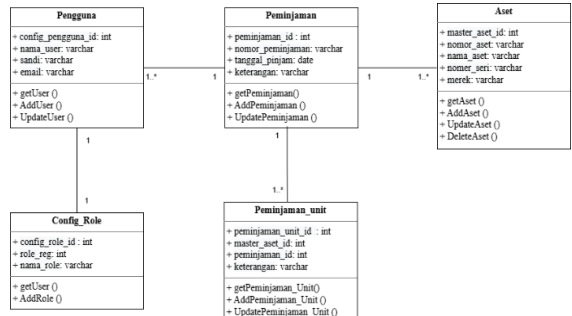 Pengguna
+ config_pengguna_id: int
+ nama_user: varchar
+ sandi: varchar
+ email: varchar
+ getUser ()
+ AddUser ()
+ UpdateUser ()
1..*
1
Peminjaman
+ peminjaman_id : int
+ nomor_peminjaman: varchar
+ tanggal_pinjam: date
+ keterangan: varchar
+ getPeminjaman()
+ AddPeminjaman ()
+ UpdatePeminjaman ()
1
1..*
Aset
+ master_aset_id: int
+ nomor_aset: varchar
+ nama_aset: varchar
+ nomer_seri: varchar
+ merek: varchar
+ getAset ()
+ AddAset ()
+ UpdateAset ()
+ DeleteAset ()
1
1
Config_Role
+ config_role_id : int
+ role_reg: int
+ nama_role: varchar
+ getUser ()
+ AddRole ()
1
1..*
Peminjaman_unit
+ peminjaman_unit_id : int
+ master_aset_id: int
+ peminjaman_id: int
+ keterangan: varchar
+ getPeminjaman_Unit()
+ AddPeminjaman_Unit ()
+ UpdatePeminjaman_Unit ()